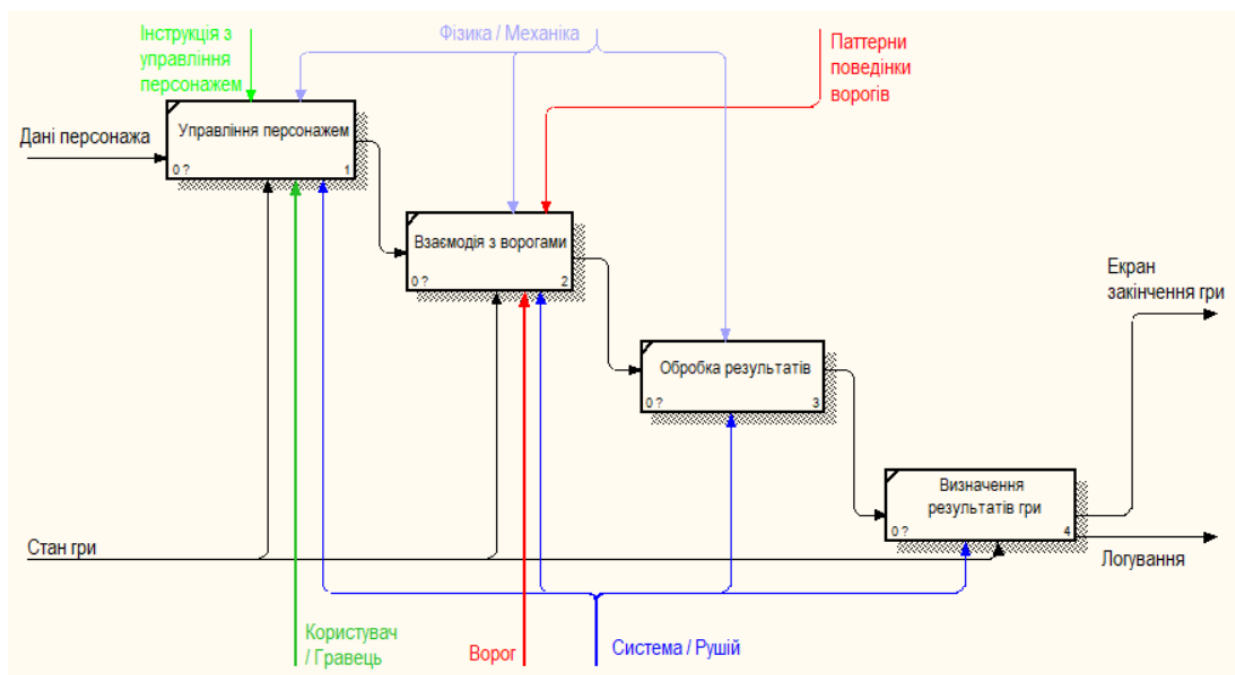 Інструкція з
управління
персонажем
Фізика / Механіка
Паттерни
поведінки
ворогів
Дані персонажа
Управління персонажем
0 ?
1
Взаємодія з ворогами
0 ?
2
Екран
закінчення гри
Обробка результатів
0 ?
3
Визначення
результатів гри
0 ?
4
Стан гри
Логування
Користувач
/ Гравець
Ворог
Система / Рушій